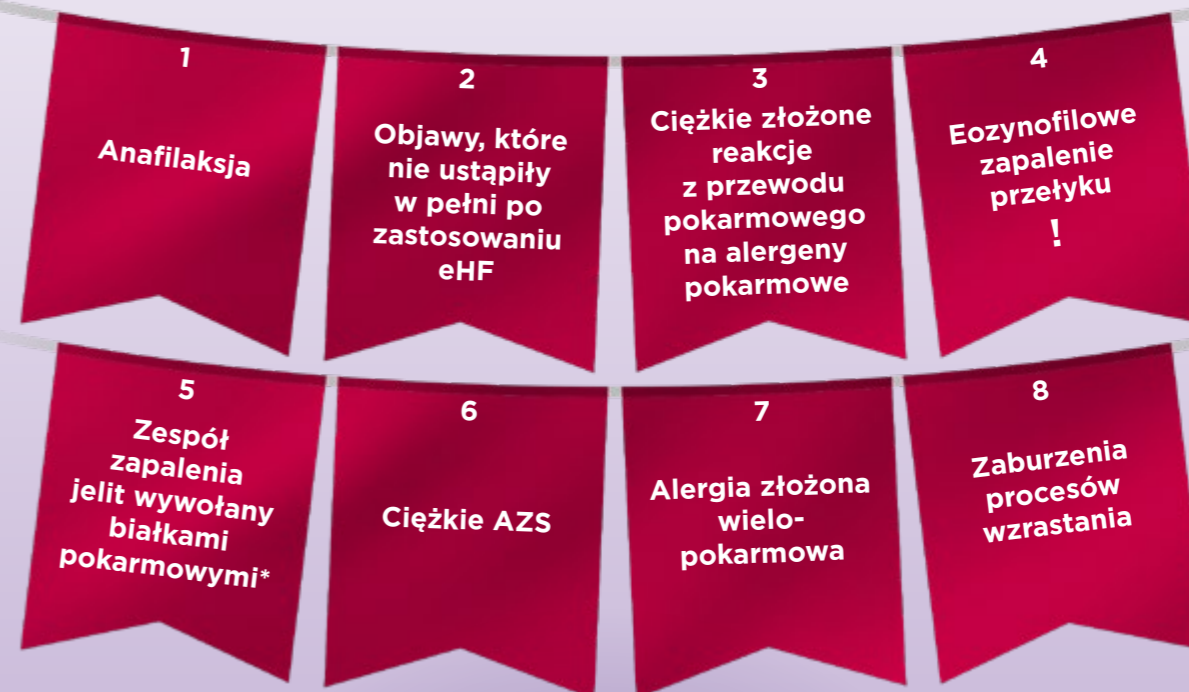 1
Anafilaksja
2
Objawy, które
nie ustąpiły
w pełni po
zastosowaniu
eHF
3
Ciężkie złożone
reakcje
z przewodu
pokarmowego
na alergeny
pokarmowe
4
Eozynofilowe
zapalenie
przełyku
!
5
Zespół
zapalenia
jelit wywołany
białkami
pokarmowymi*
6
Ciężkie AZS
7
Alergia złożona
wielo-
pokarmowa
8
Zaburzenia
procesów
wzrastania